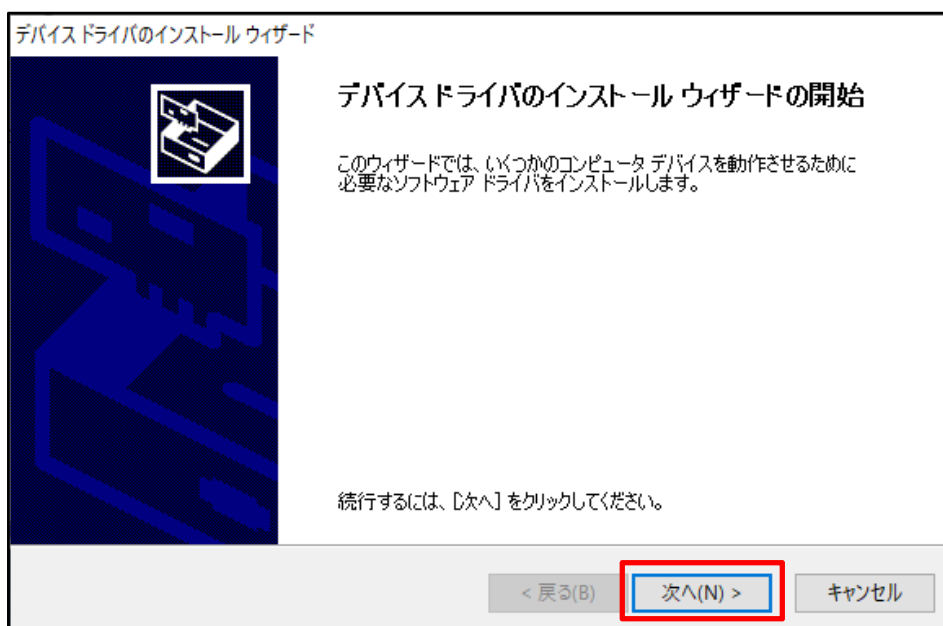 デバイス ドライバのインストール ウィザード
デバイス ドライバのインストール ウィザードの開始
このウィザードでは、いくつかのコンピュータ デバイスを動作させるために
必要なソフトウェア ドライバをインストールします。
続行するには、[次へ] をクリックしてください。
< 戻る(B)
次へ(N) >
キャンセル